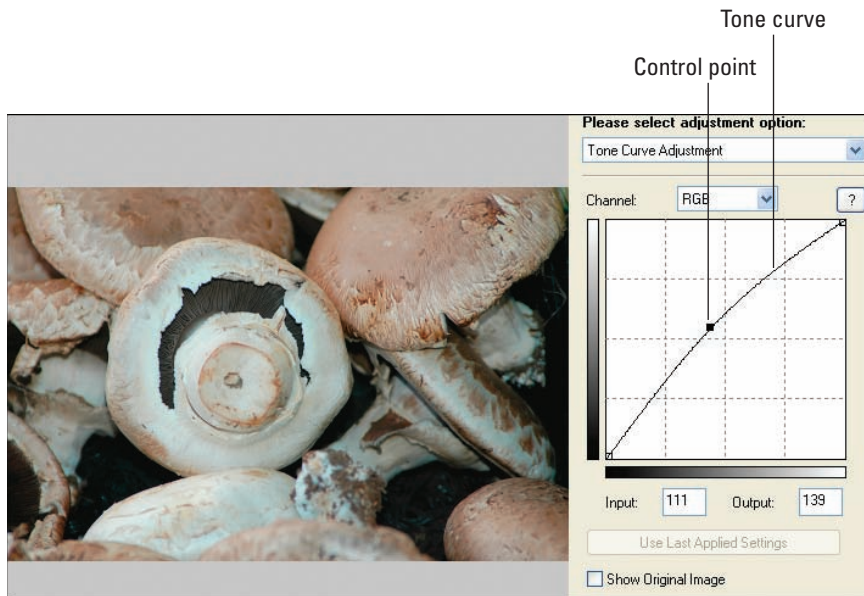 Tone curve
Control point
Please select adjustment option:
Tone Curve Adjustment
Channel: RGB ?
Input: 111 Output: 139
Use Last Applied Settings
Show Original Image